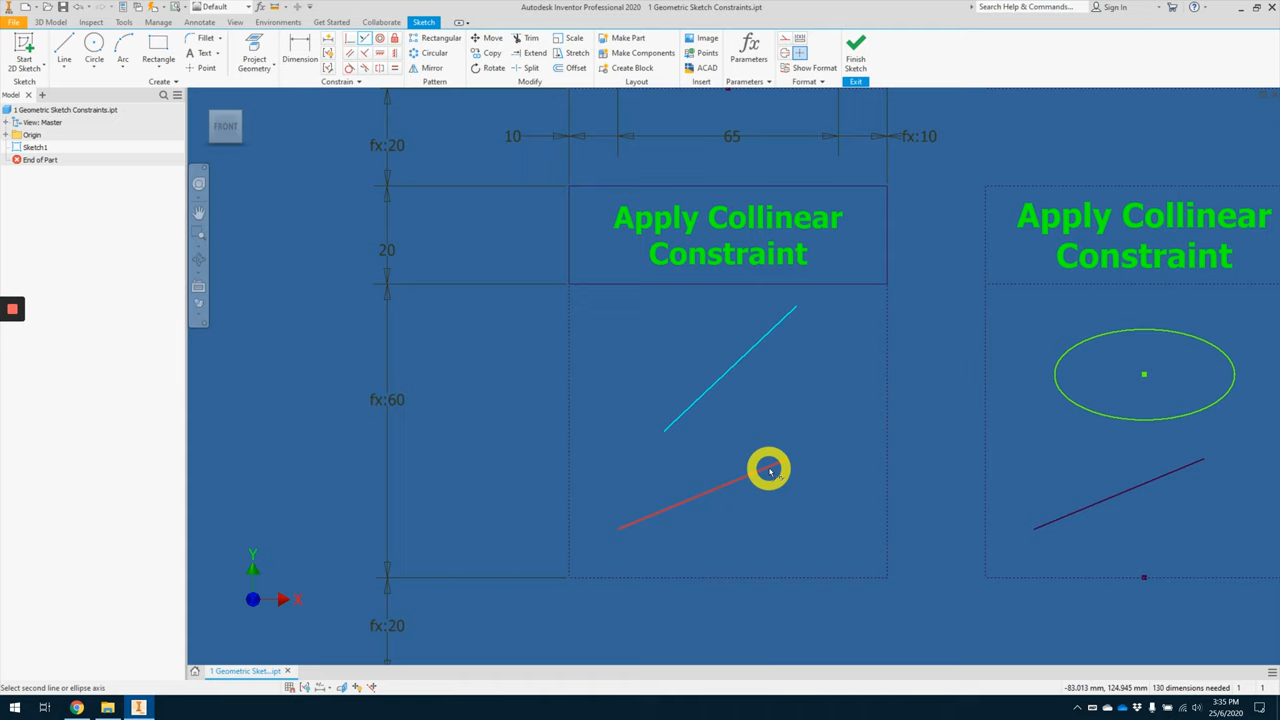 Default
Autodesk Inventor Professional 2020 1 Geometric Sketch Constraints.ipt
Search Help & Commands...
Sign In
File 3D Model Inspect Tools Manage Annotate View Environments Get Started Collaborate Sketch
Start
2D Sketch
Line Circle Arc Rectangle
Fillet
Text
Point
Project
Geometry
Dimension
Rectangular
Circular
Mirror
Move
Copy
Rotate
Trim
Extend
Split
Scale
Stretch
Offset
Make Part
Make Components
Create Block
Image
Points
ACAD
fx
Parameters
Show Format
Finish
Sketch
Sketch Create Constrain Pattern Modify Layout Insert Parameters Format Exit
Model
1 Geometric Sketch Constraints.ipt
View: Master
Origin
Sketch1
End of Part
FRONT
10 65 fx:10
fx:20
20
fx:60
fx:20
Apply Collinear
Constraint
Apply Collinear
Constraint
Y
X
1 Geometric Sket...ipt
Select second line or ellipse axis
-83.013 mm, 124.945 mm 130 dimensions needed 1 1
3:35 PM
25/6/2020